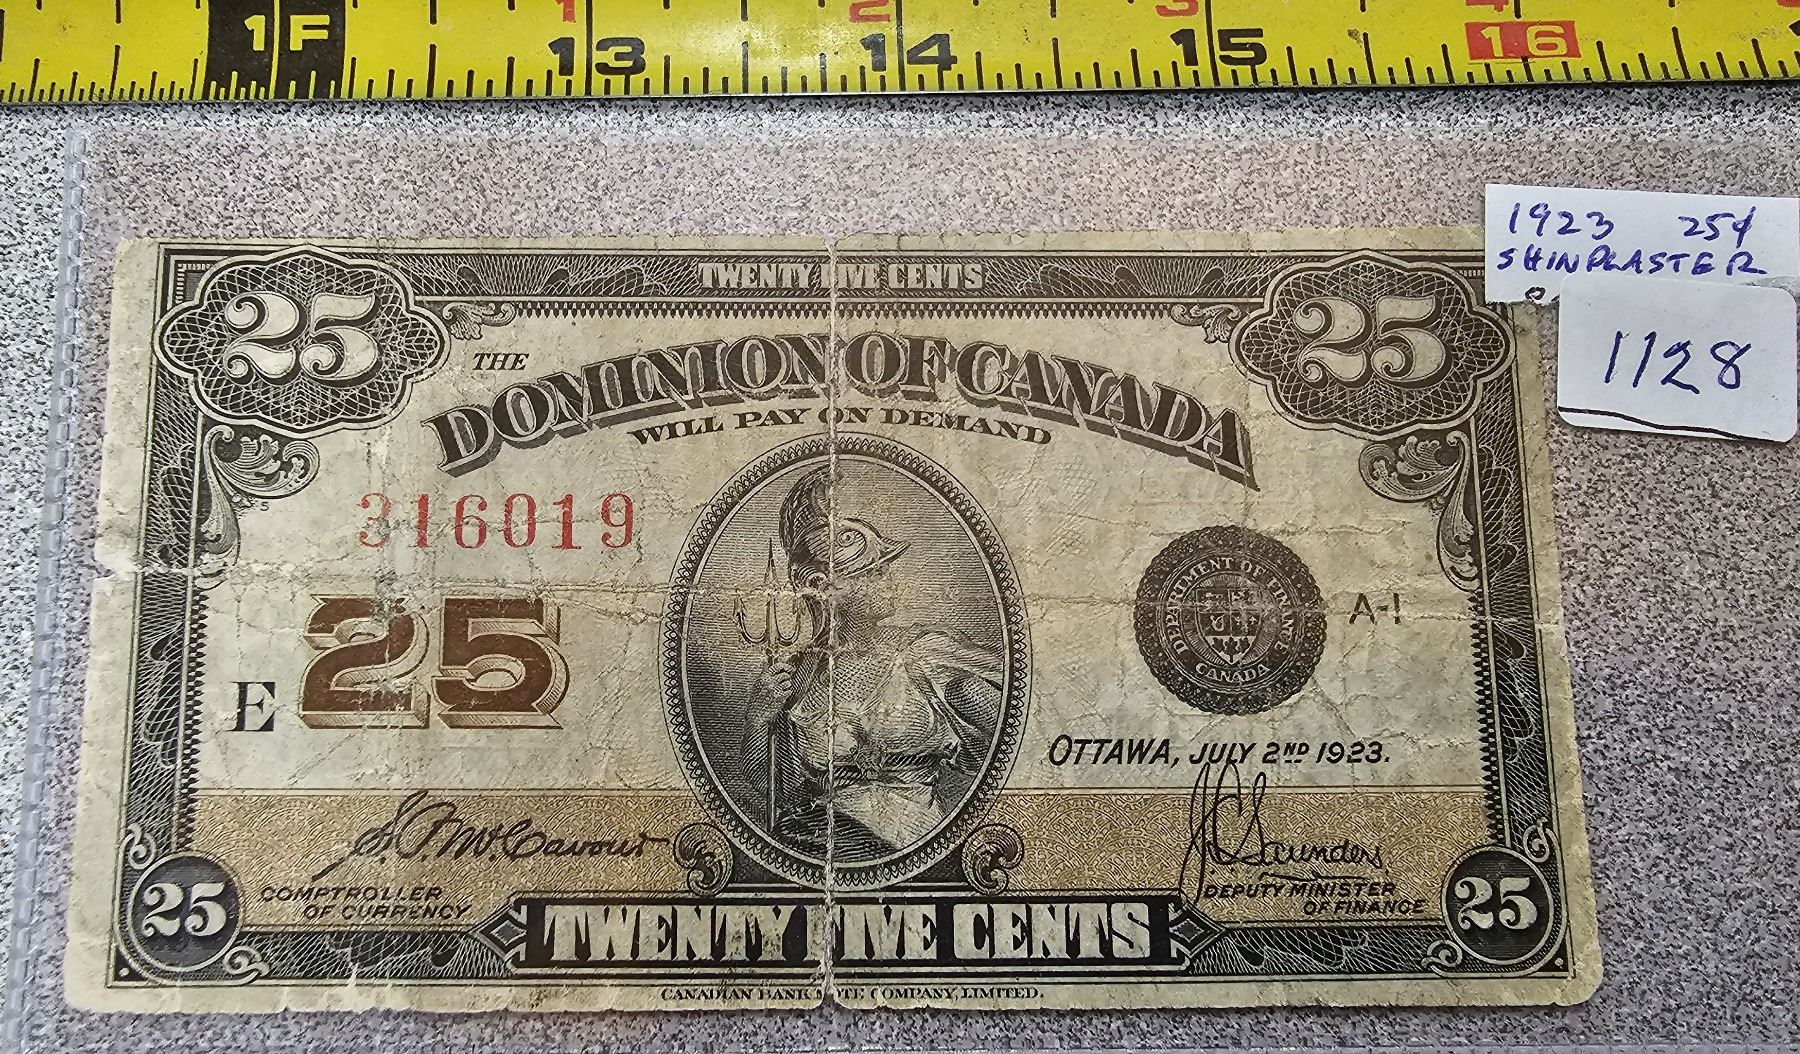 1F 1 13 2 14 3 15 4 16
1923 25¢
SHINPLASTER
1128
TWENTY FIVE CENTS
25 25
THE
DOMINION OF CANADA
WILL PAY ON DEMAND
316019
DEPARTMENT OF FINANCE
CANADA
A-1
E 25
OTTAWA, JULY 2ND 1923.
G.F. McCavour
J C Saunders
COMPTROLLER
OF CURRENCY
DEPUTY MINISTER
OF FINANCE
25 25
TWENTY FIVE CENTS
CANADIAN BANK NOTE COMPANY, LIMITED.